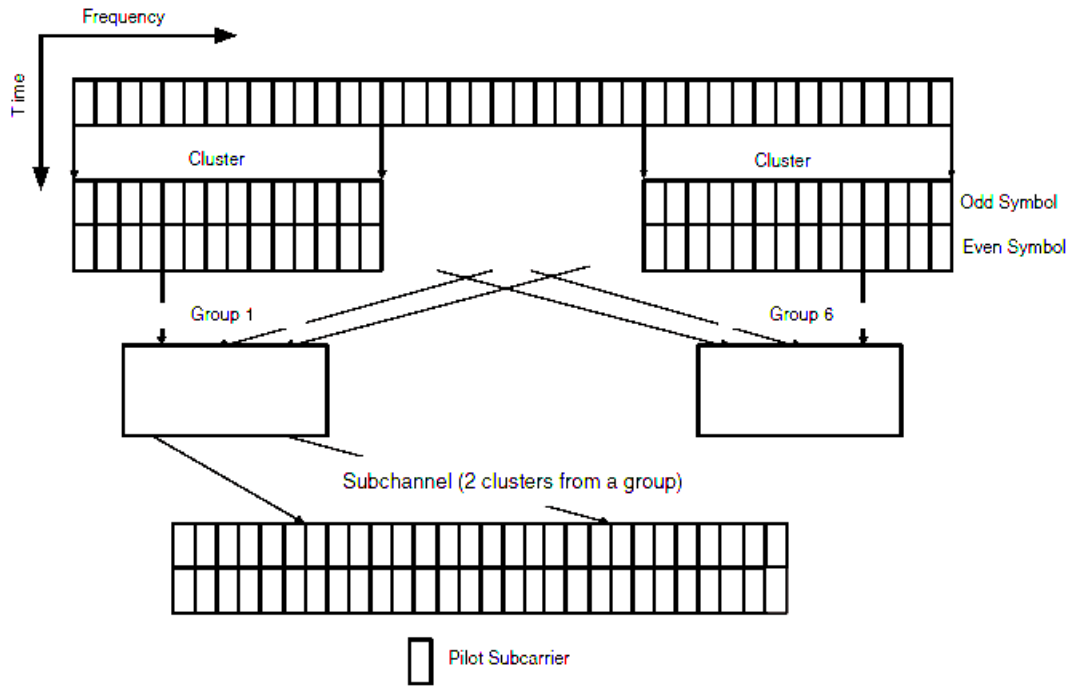 Frequency
Time
Cluster
Cluster
Odd Symbol
Even Symbol
Group 1
Group 6
Subchannel (2 clusters from a group)
Pilot Subcarrier